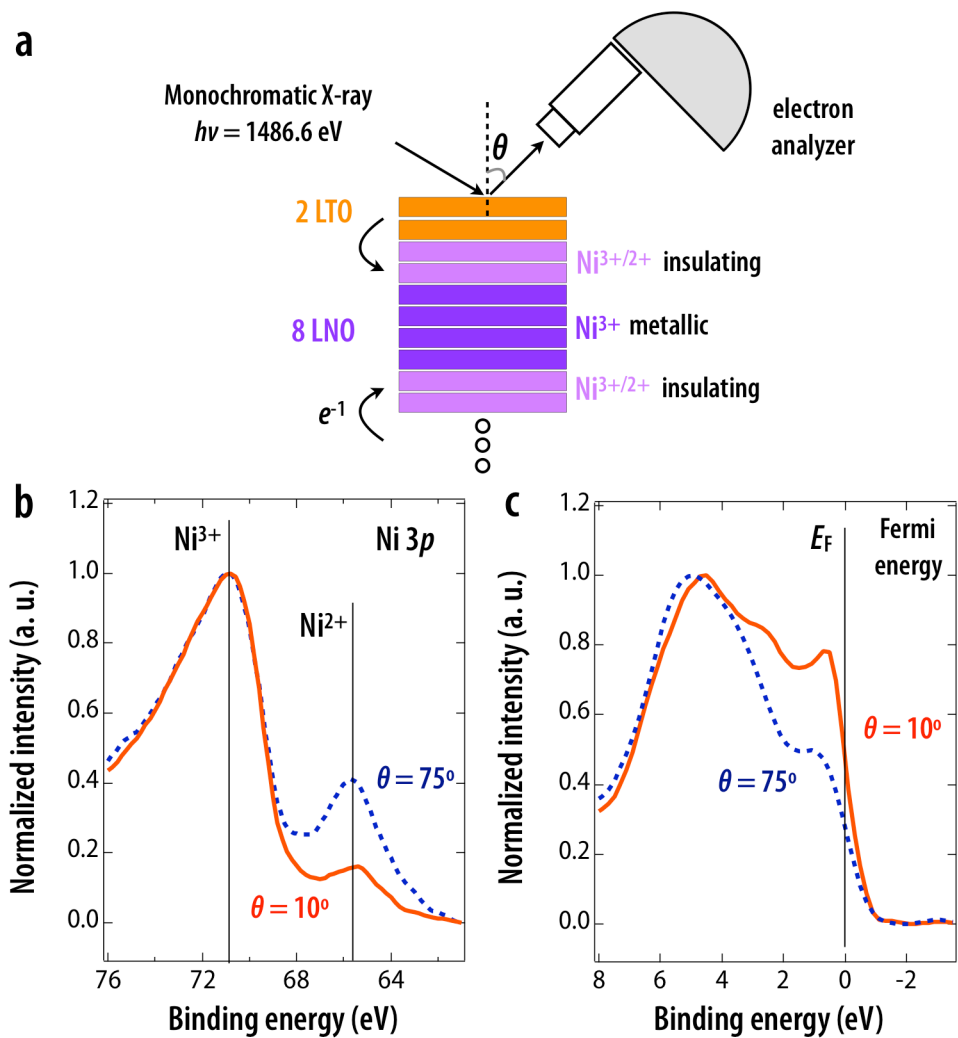 a
Monochromatic X-ray
hν = 1486.6 eV
θ
electron
analyzer
2 LTO
Ni3+/2+ insulating
8 LNO
Ni3+ metallic
Ni3+/2+ insulating
e-1
b
Normalized intensity (a. u.)
1.2
1.0
0.8
0.6
0.4
0.2
0.0
Ni3+
Ni 3p
Ni2+
θ = 75º
θ = 10º
76
72
68
64
Binding energy (eV)
c
Normalized intensity (a. u.)
1.2
1.0
0.8
0.6
0.4
0.2
0.0
EF
Fermi
energy
θ = 10º
θ = 75º
8
6
4
2
0
-2
Binding energy (eV)